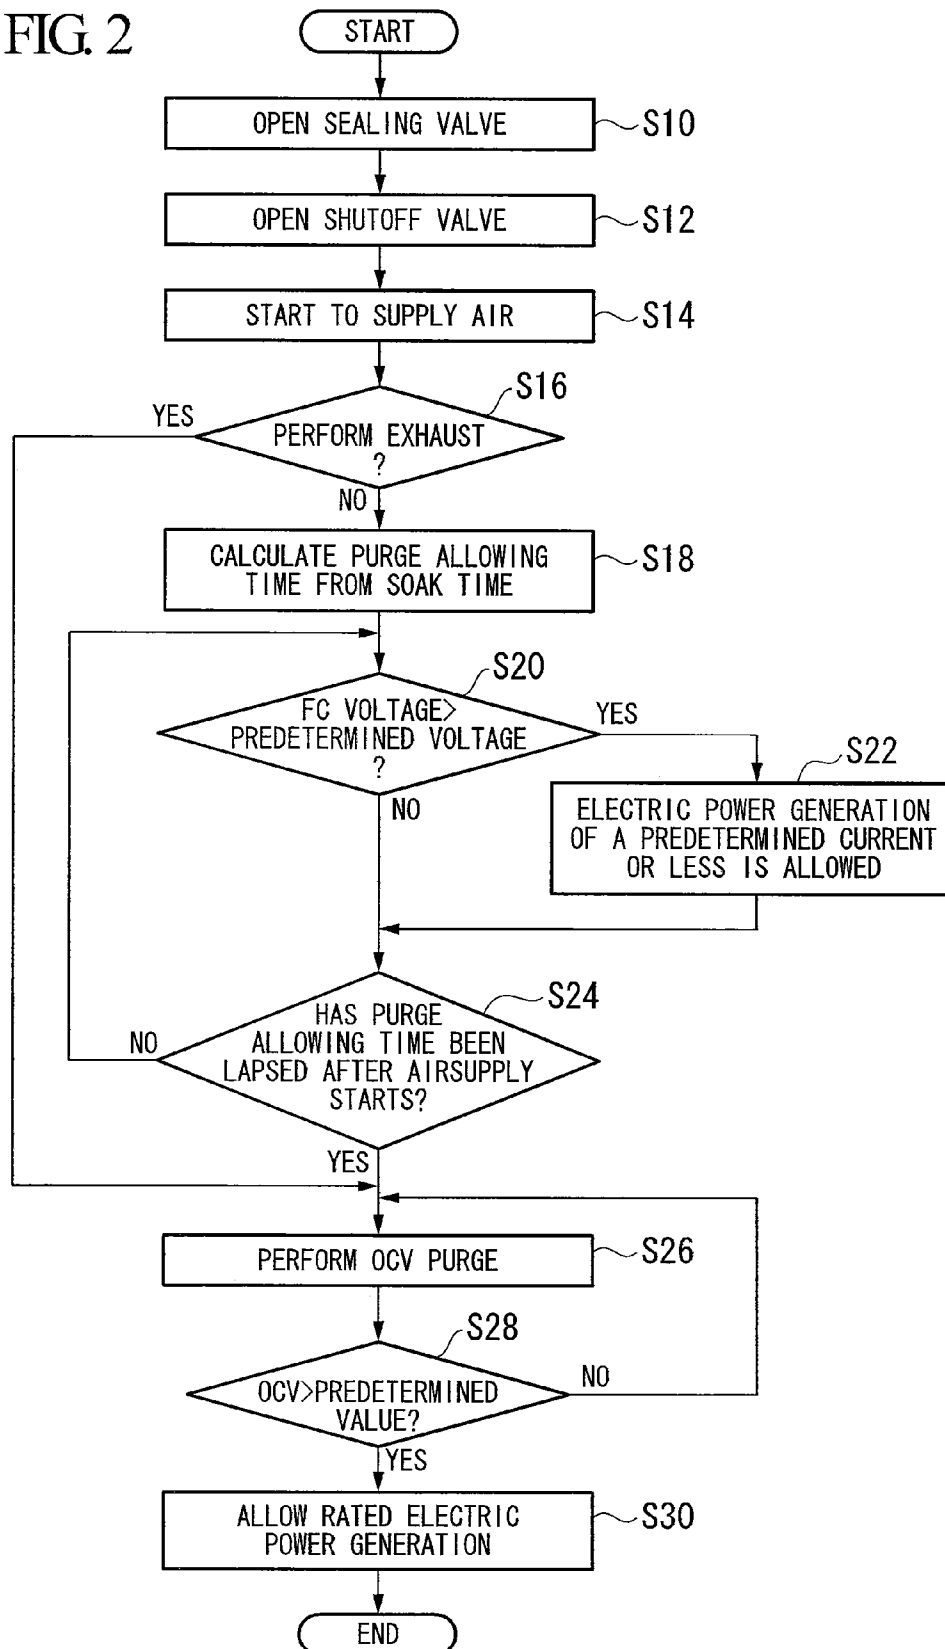 FIG. 2
START
OPEN SEALING VALVE
S10
OPEN SHUTOFF VALVE
S12
START TO SUPPLY AIR
S14
S16
YES
PERFORM EXHAUST
?
NO
CALCULATE PURGE ALLOWING
TIME FROM SOAK TIME
S18
S20
FC VOLTAGE>
PREDETERMINED VOLTAGE
?
YES
NO
S22
ELECTRIC POWER GENERATION
OF A PREDETERMINED CURRENT
OR LESS IS ALLOWED
S24
HAS PURGE
ALLOWING TIME BEEN
LAPSED AFTER AIRSUPPLY
STARTS?
NO
YES
PERFORM OCV PURGE
S26
S28
OCV>PREDETERMINED
VALUE?
NO
YES
ALLOW RATED ELECTRIC
POWER GENERATION
S30
END